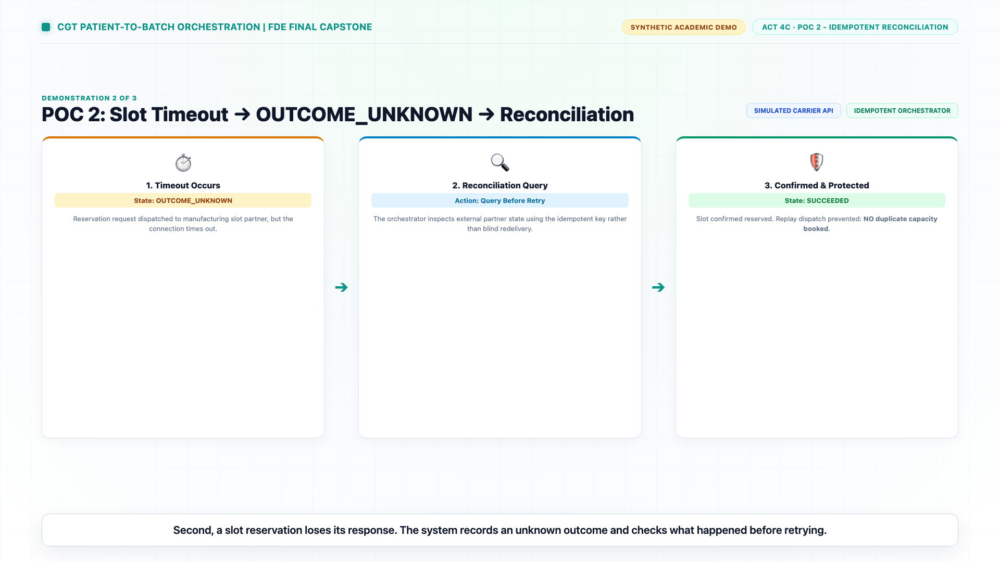 CGT PATIENT-TO-BATCH ORCHESTRATION | FDE FINAL CAPSTONE
SYNTHETIC ACADEMIC DEMO
ACT 4C · POC 2 - IDEMPOTENT RECONCILIATION
DEMONSTRATION 2 OF 3
POC 2: Slot Timeout → OUTCOME_UNKNOWN → Reconciliation
SIMULATED CARRIER API
IDEMPOTENT ORCHESTRATOR
1. Timeout Occurs
State: OUTCOME_UNKNOWN
Reservation request dispatched to manufacturing slot partner, but the
connection times out.
➔
2. Reconciliation Query
Action: Query Before Retry
The orchestrator inspects external partner state using the idempotent key rather
than blind redelivery.
➔
3. Confirmed & Protected
State: SUCCEEDED
Slot confirmed reserved. Replay dispatch prevented: NO duplicate capacity
booked.
Second, a slot reservation loses its response. The system records an unknown outcome and checks what happened before retrying.